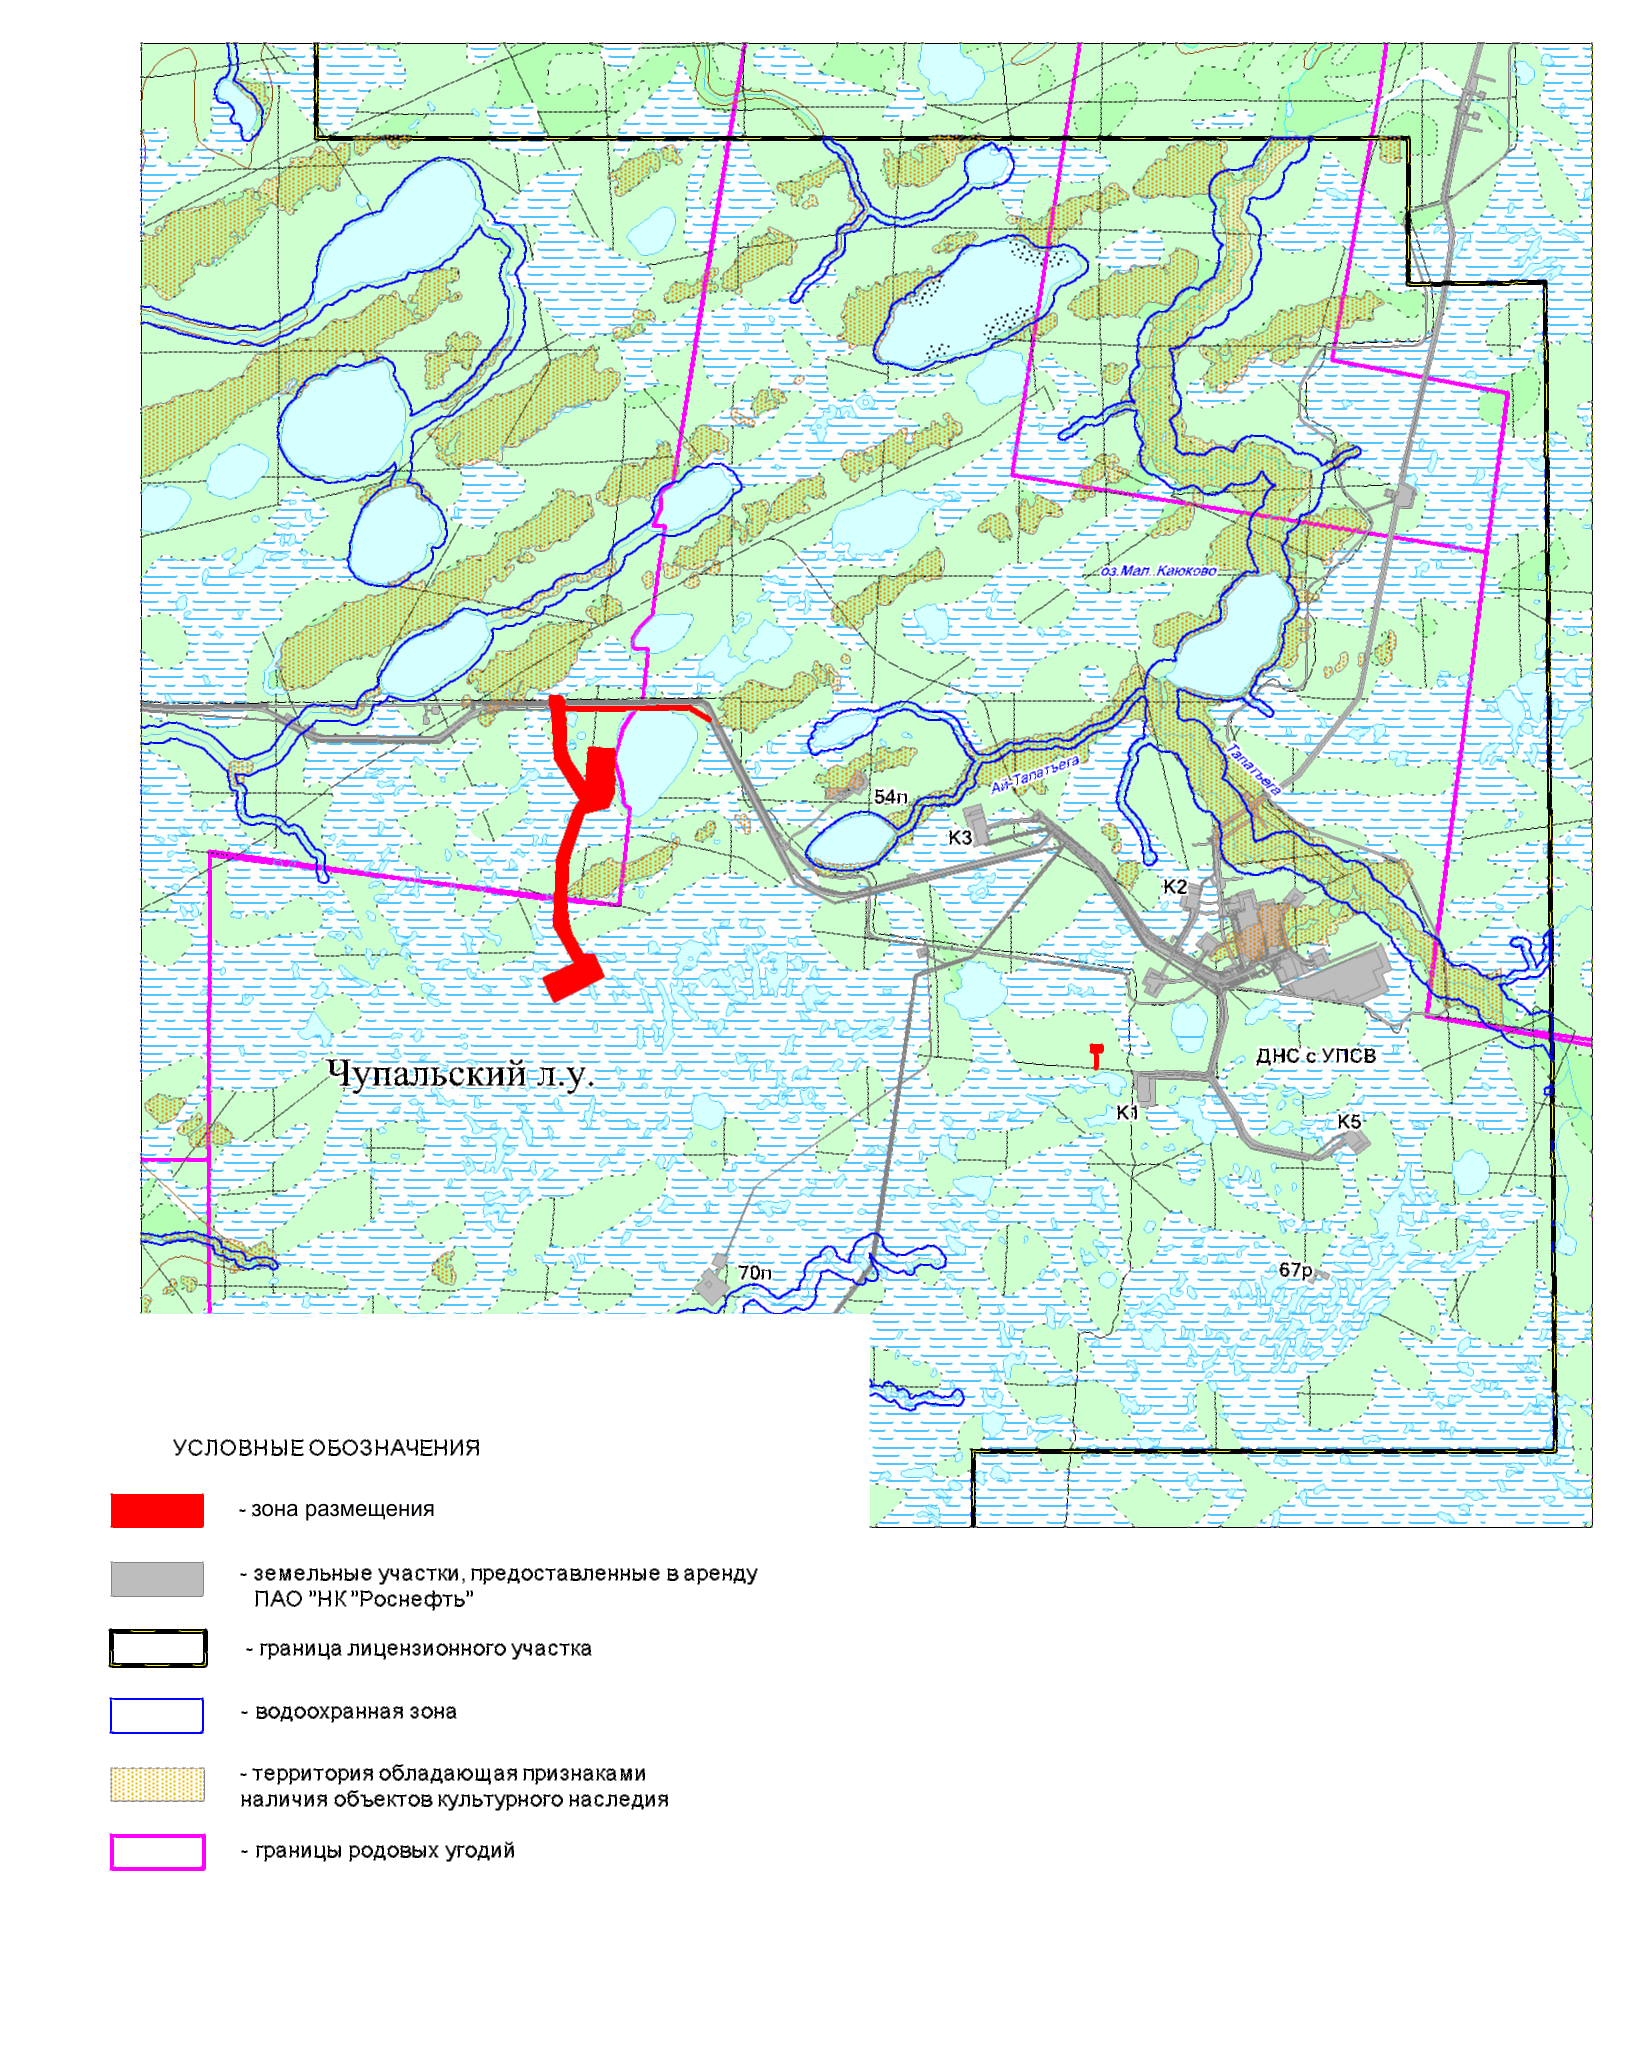 оз.Мал. Каюково
Тапатьега
Ай-Тапатьега
54п
К3
К2
ДНС с УПСВ
Чупальский л.у.
К1
К5
70п
67р
УСЛОВНЫЕ ОБОЗНАЧЕНИЯ
- зона размещения
- земельные участки, предоставленные в аренду
ПАО "НК "Роснефть"
- граница лицензионного участка
- водоохранная зона
- территория обладающая признаками
наличия объектов культурного наследия
- границы родовых угодий